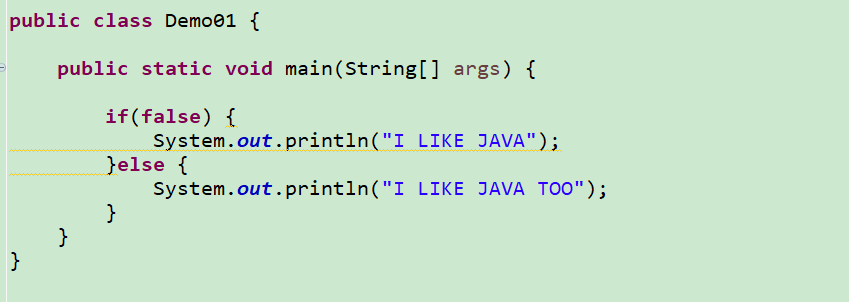 public class Demo01 {
public static void main(String[] args) {
if(false) {
System.out.println("I LIKE JAVA");
}else {
System.out.println("I LIKE JAVA TOO");
}
}
}